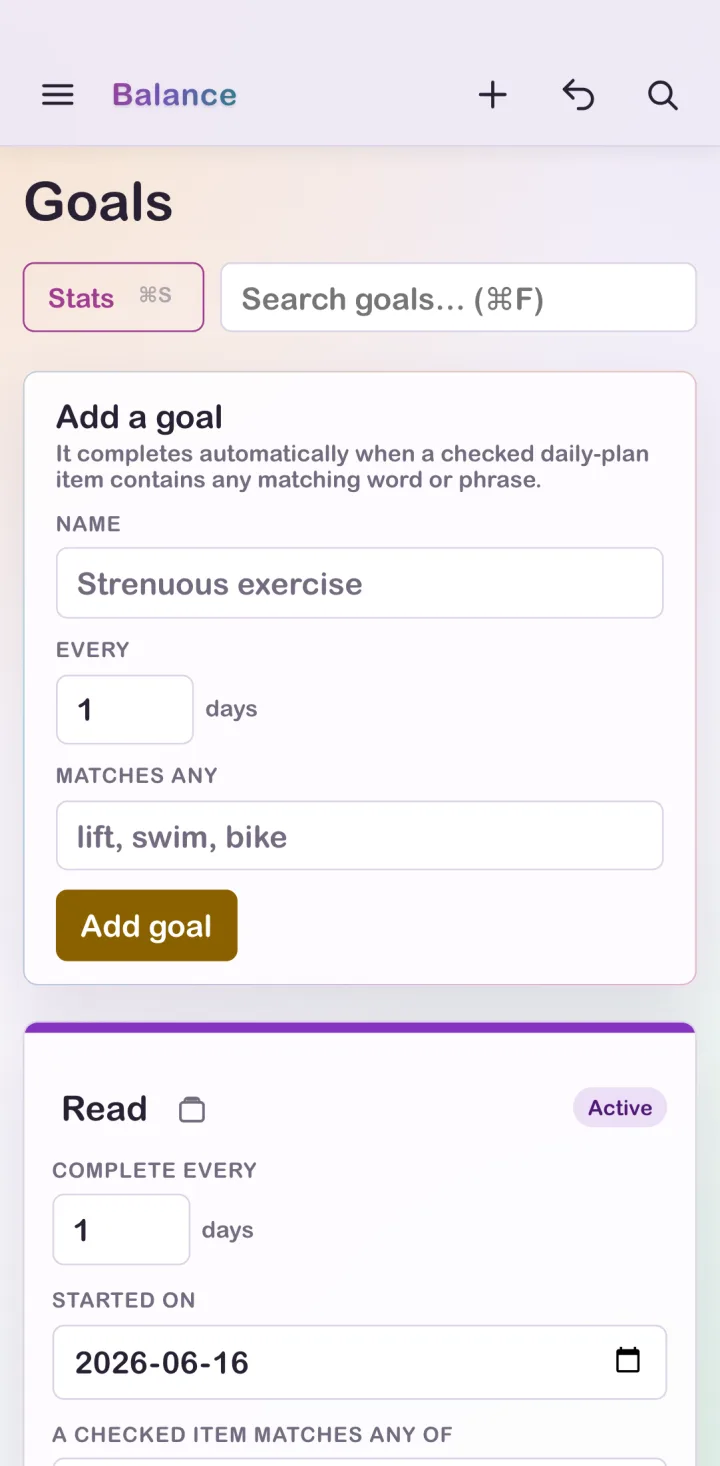 Balance
Goals
Stats ⌘S
Search goals... (⌘F)
Add a goal
It completes automatically when a checked daily-plan
item contains any matching word or phrase.
NAME
Strenuous exercise
EVERY
1 days
MATCHES ANY
lift, swim, bike
Add goal
Read
Active
COMPLETE EVERY
1 days
STARTED ON
2026-06-16
A CHECKED ITEM MATCHES ANY OF